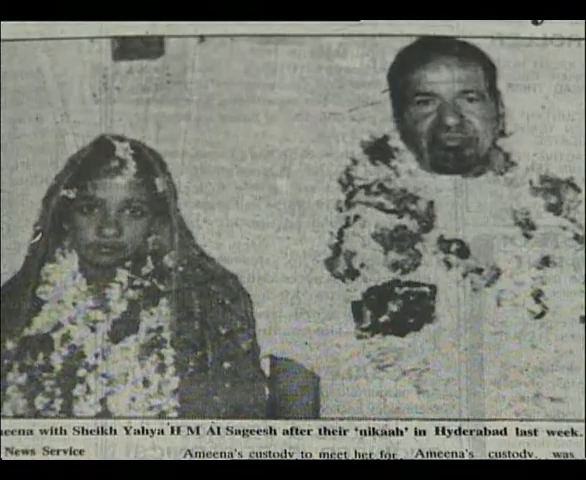 eena with Sheikh Yahya H M Al Sageesh after their 'nikaah' in Hyderabad last week.
News Service Ameena's custody to meet her for Ameena's custody, was